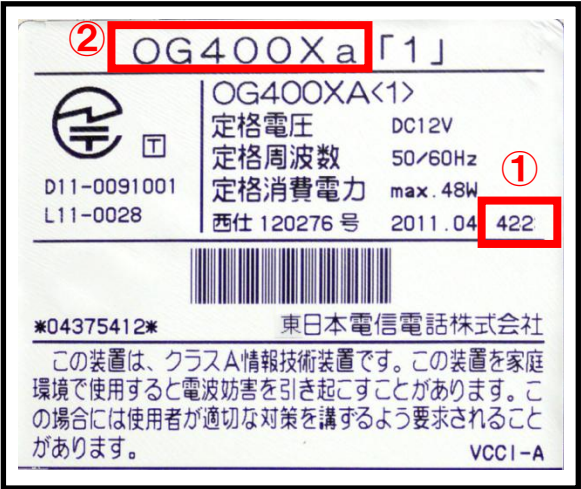 ② OG400Xa「1」
OG400XA<1>
T
定格電圧 DC12V
定格周波数 50/60Hz
①
D11-0091001
定格消費電力 max.48W
L11-0028
西仕 120276 号 2011.04 422
*04375412*
東日本電信電話株式会社
この装置は、クラスA情報技術装置です。この装置を家庭
環境で使用すると電波妨害を引き起こすことがあります。こ
の場合には使用者が適切な対策を講ずるよう要求されること
があります。
VCCI-A